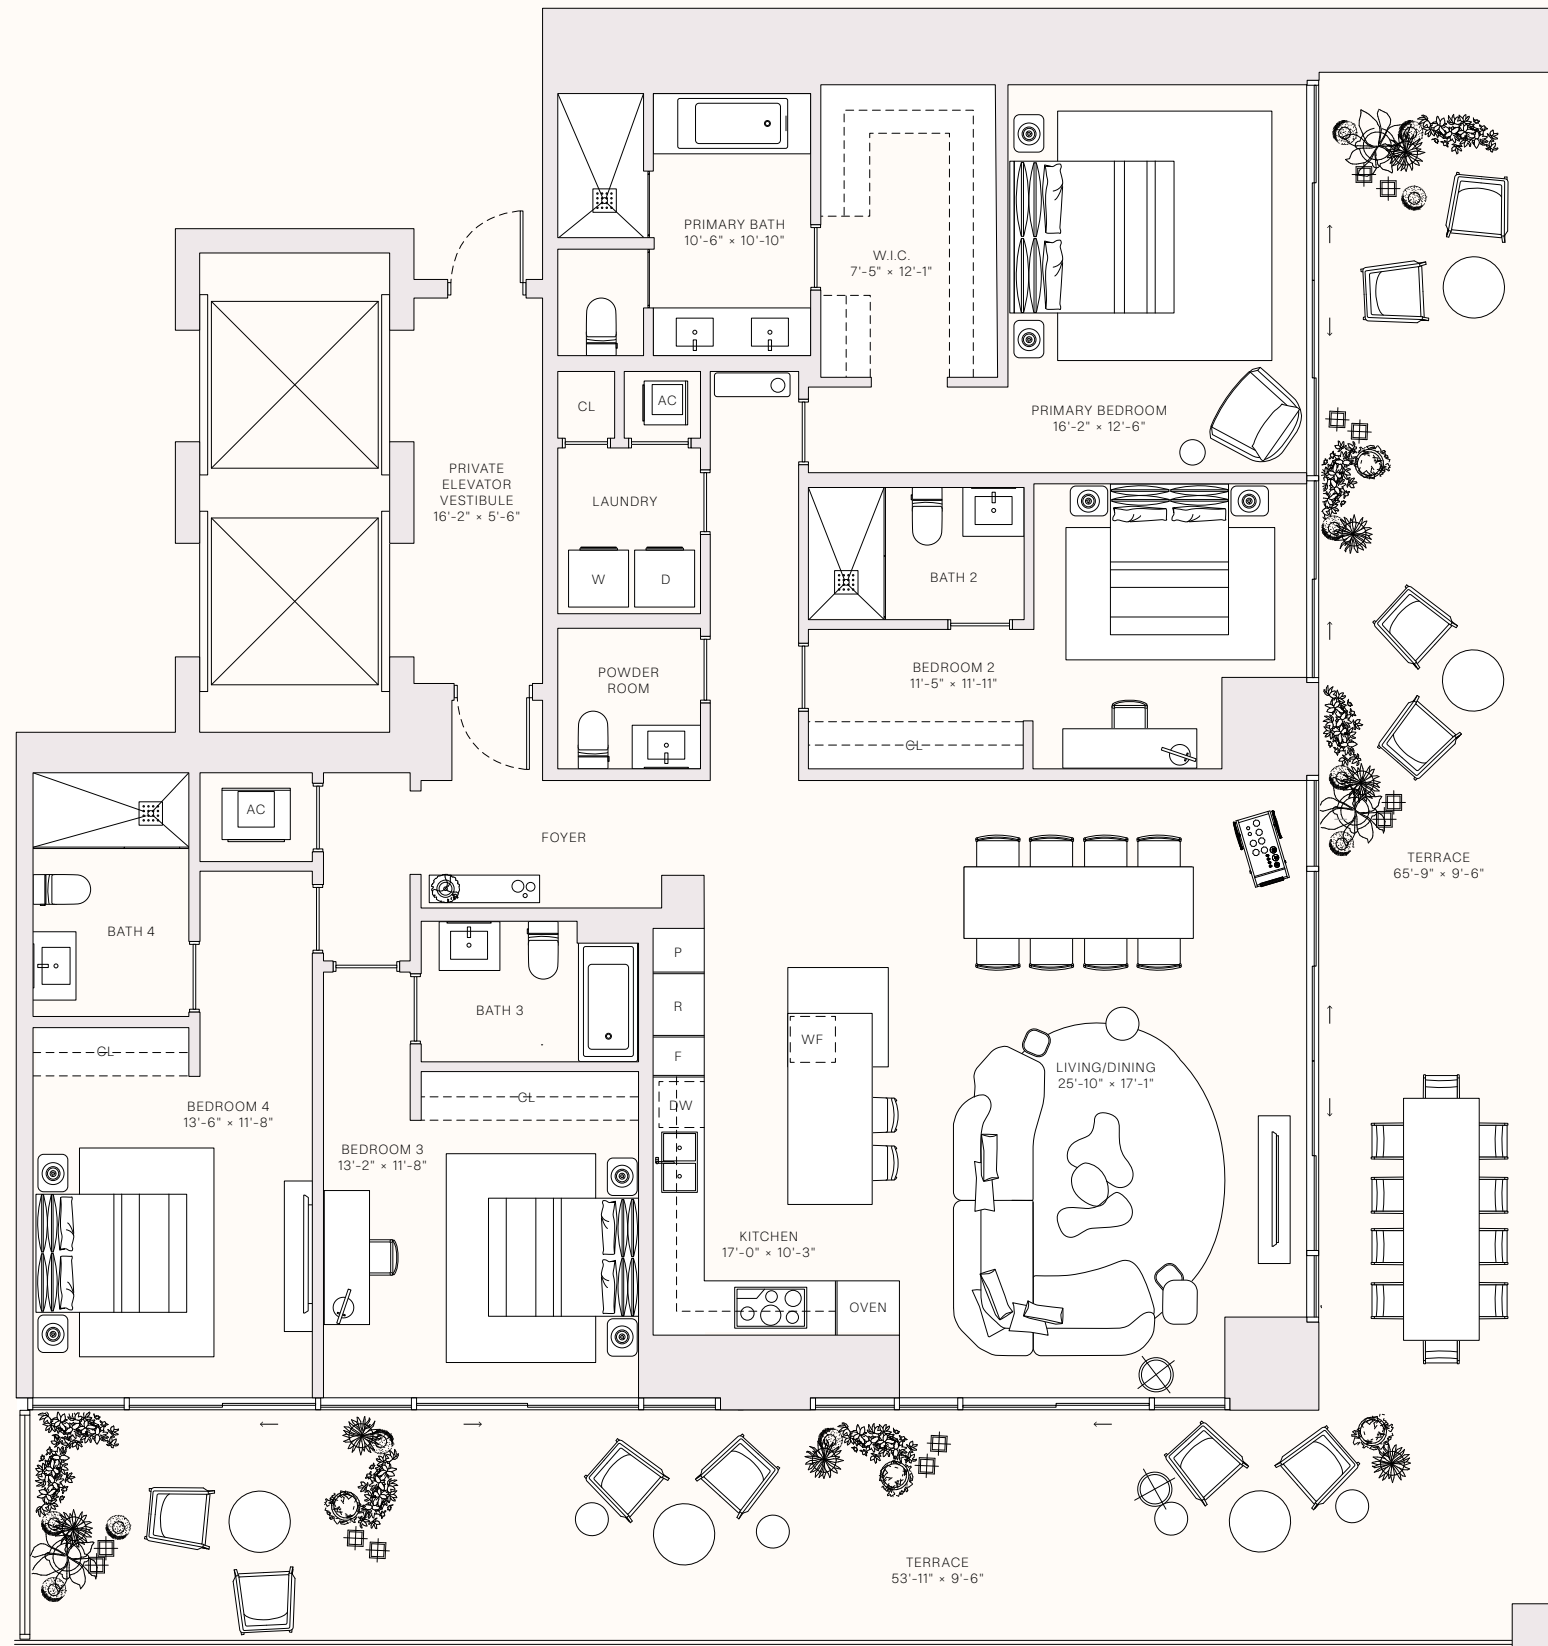 PRIMARY BATH
10'-6" × 10'-10"
W.I.C.
7'-5" × 12'-1"
PRIMARY BEDROOM
16'-2" × 12'-6"
CL
AC
PRIVATE
ELEVATOR
VESTIBULE
16'-2" × 5'-6"
LAUNDRY
W
D
BATH 2
POWDER
ROOM
BEDROOM 2
11'-5" × 11'-11"
CL
AC
FOYER
TERRACE
65'-9" × 9'-6"
BATH 4
P
BATH 3
R
WF
CL
F
LIVING/DINING
25'-10" × 17'-1"
CL
DW
BEDROOM 4
13'-6" × 11'-8"
BEDROOM 3
13'-2" × 11'-8"
KITCHEN
17'-0" × 10'-3"
OVEN
TERRACE
53'-11" × 9'-6"